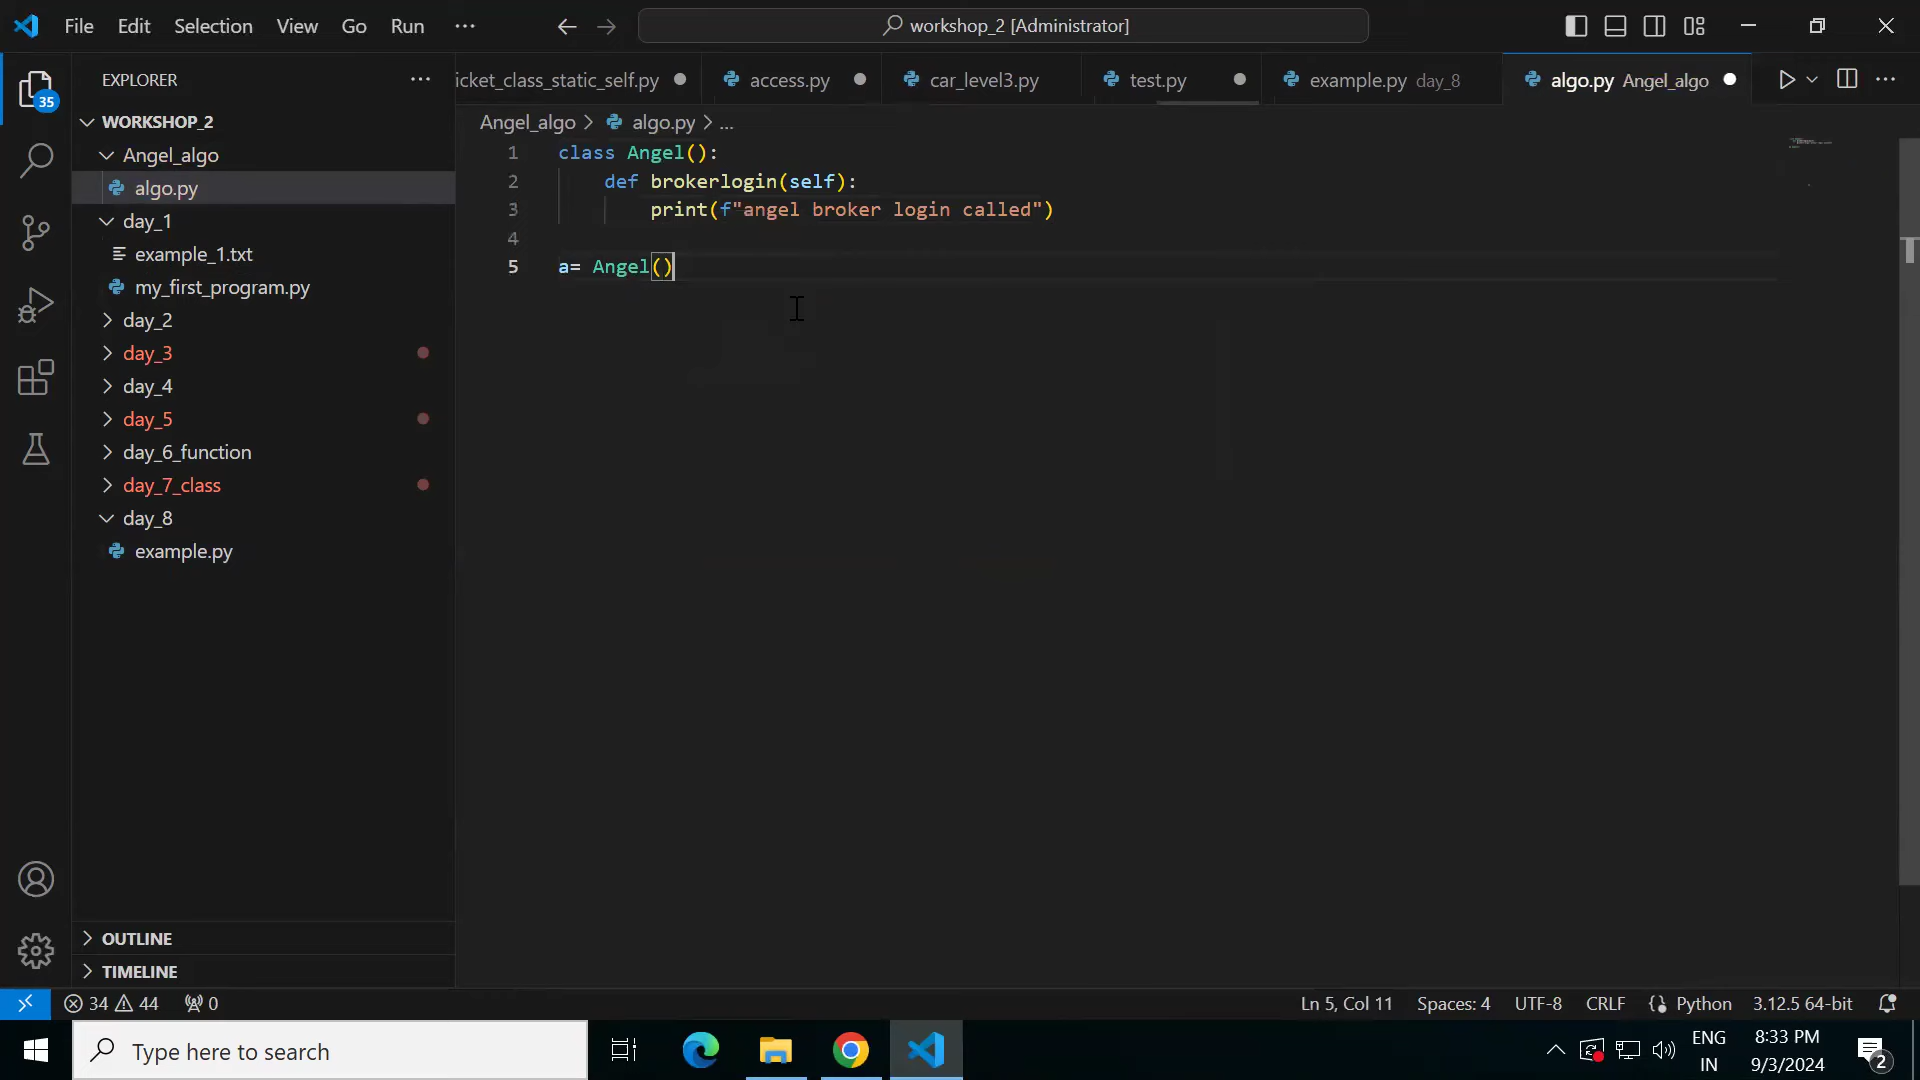 File Edit Selection View Go Run ...
workshop_2 [Administrator]
EXPLORER ...
icket_class_static_self.py access.py car_level3.py test.py example.py day_8 algo.py Angel_algo
35
WORKSHOP_2
Angel_algo > algo.py > ...
Angel_algo
algo.py
day_1
example_1.txt
my_first_program.py
day_2
day_3
day_4
day_5
day_6_function
day_7_class
day_8
example.py
OUTLINE
TIMELINE
1 class Angel():
2 def brokerlogin(self):
3 print(f"angel broker login called")
4
5 a= Angel()
34 44 0
Ln 5, Col 11 Spaces: 4 UTF-8 CRLF {} Python 3.12.5 64-bit
Type here to search
ENG
IN
8:33 PM
9/3/2024
2